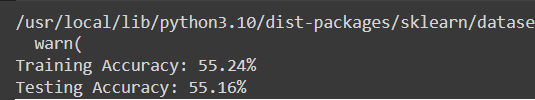 /usr/local/lib/python3.10/dist-packages/sklearn/datase
warn(
Training Accuracy: 55.24%
Testing Accuracy: 55.16%